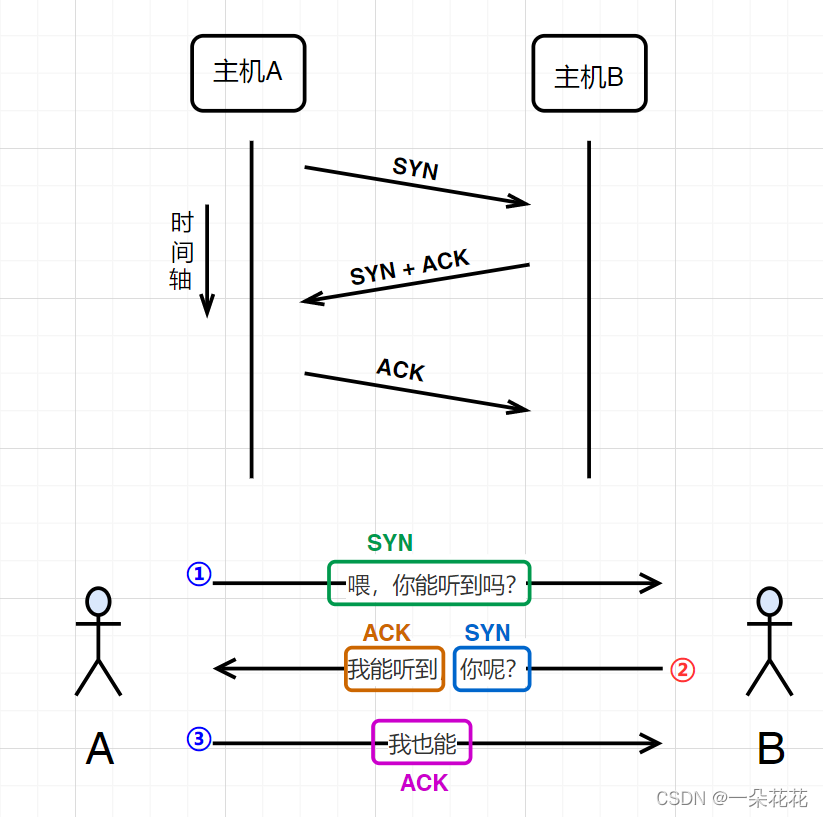 主机A
主机B
SYN
时间轴
SYN + ACK
ACK
SYN
① 喂，你能听到吗？
ACK SYN
我能听到 你呢？ ②
③ 我也能
A B
ACK
CSDN @一朵花花